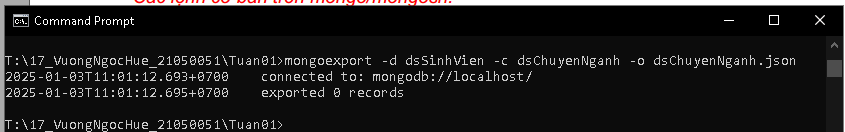 Các lệnh cơ bản trên mongo/mongosh:
Command Prompt
T:\17_VuongNgocHue_21050051\Tuan01>mongoexport -d dsSinhVien -c dsChuyenNganh -o dsChuyenNganh.json
2025-01-03T11:01:12.693+0700    connected to: mongodb://localhost/
2025-01-03T11:01:12.695+0700    exported 0 records
T:\17_VuongNgocHue_21050051\Tuan01>